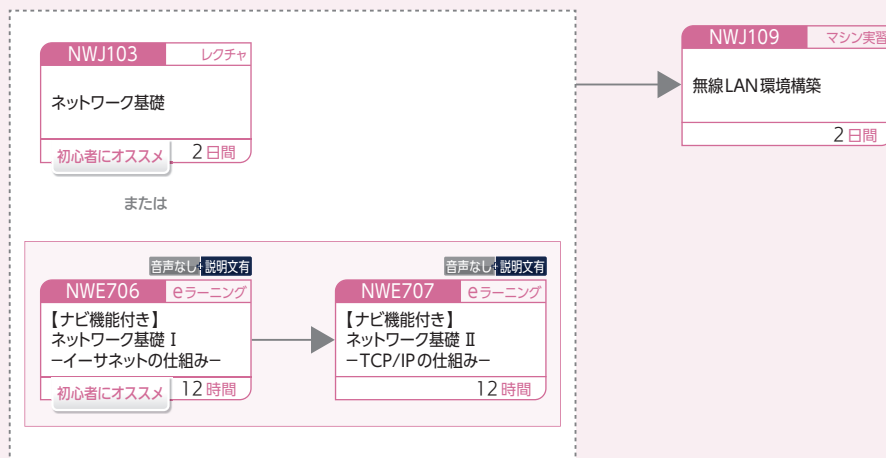 NWJ103 レクチャ
ネットワーク基礎
初心者にオススメ 2日間
または
音声なし+説明文有
NWE706 eラーニング
【ナビ機能付き】
ネットワーク基礎 Ⅰ
−イーサネットの仕組み−
初心者にオススメ 12時間
音声なし+説明文有
NWE707 eラーニング
【ナビ機能付き】
ネットワーク基礎 Ⅱ
−TCP/IPの仕組み−
12時間
NWJ109 マシン実習
無線LAN環境構築
2日間